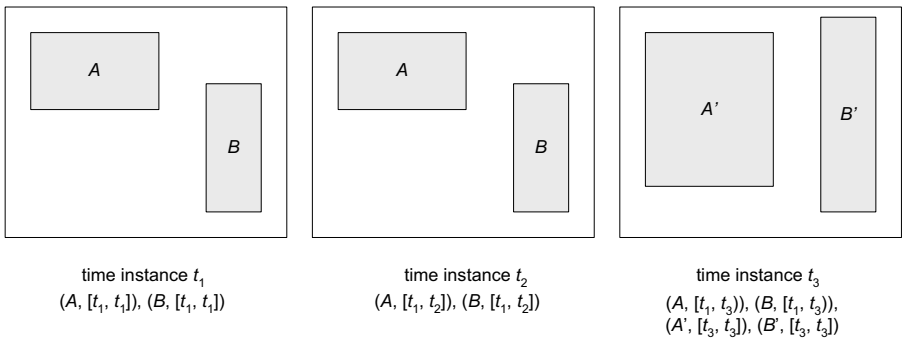 A
B
A
B
A’
B’
time instance t₁
(A, [t₁, t₁]), (B, [t₁, t₁])
time instance t₂
(A, [t₁, t₂]), (B, [t₁, t₂])
time instance t₃
(A, [t₁, t₃)), (B, [t₁, t₃)),
(A’, [t₃, t₃]), (B’, [t₃, t₃])